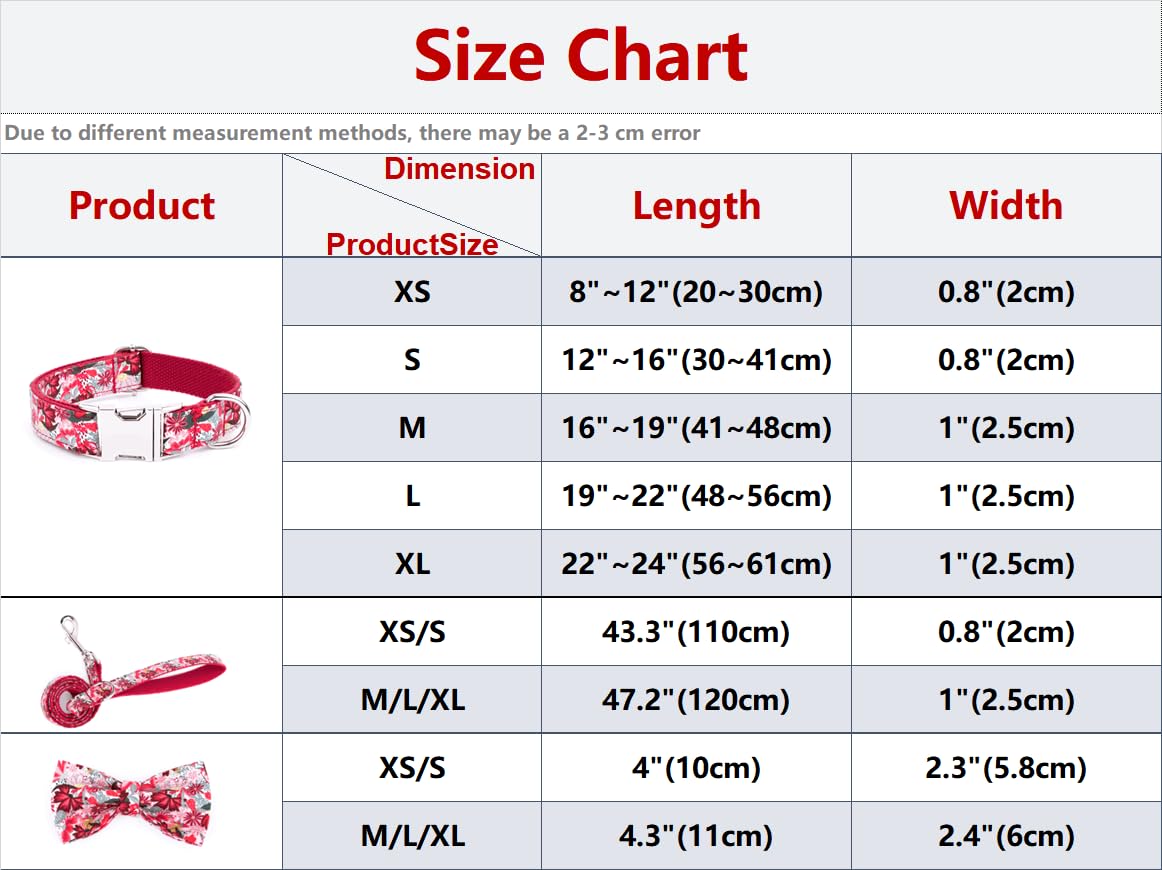 Size Chart
Due to different measurement methods, there may be a 2-3 cm error
Product
Dimension
ProductSize
Length
Width
XS 8"~12"(20~30cm) 0.8"(2cm)
S 12"~16"(30~41cm) 0.8"(2cm)
M 16"~19"(41~48cm) 1"(2.5cm)
L 19"~22"(48~56cm) 1"(2.5cm)
XL 22"~24"(56~61cm) 1"(2.5cm)
XS/S 43.3"(110cm) 0.8"(2cm)
M/L/XL 47.2"(120cm) 1"(2.5cm)
XS/S 4"(10cm) 2.3"(5.8cm)
M/L/XL 4.3"(11cm) 2.4"(6cm)